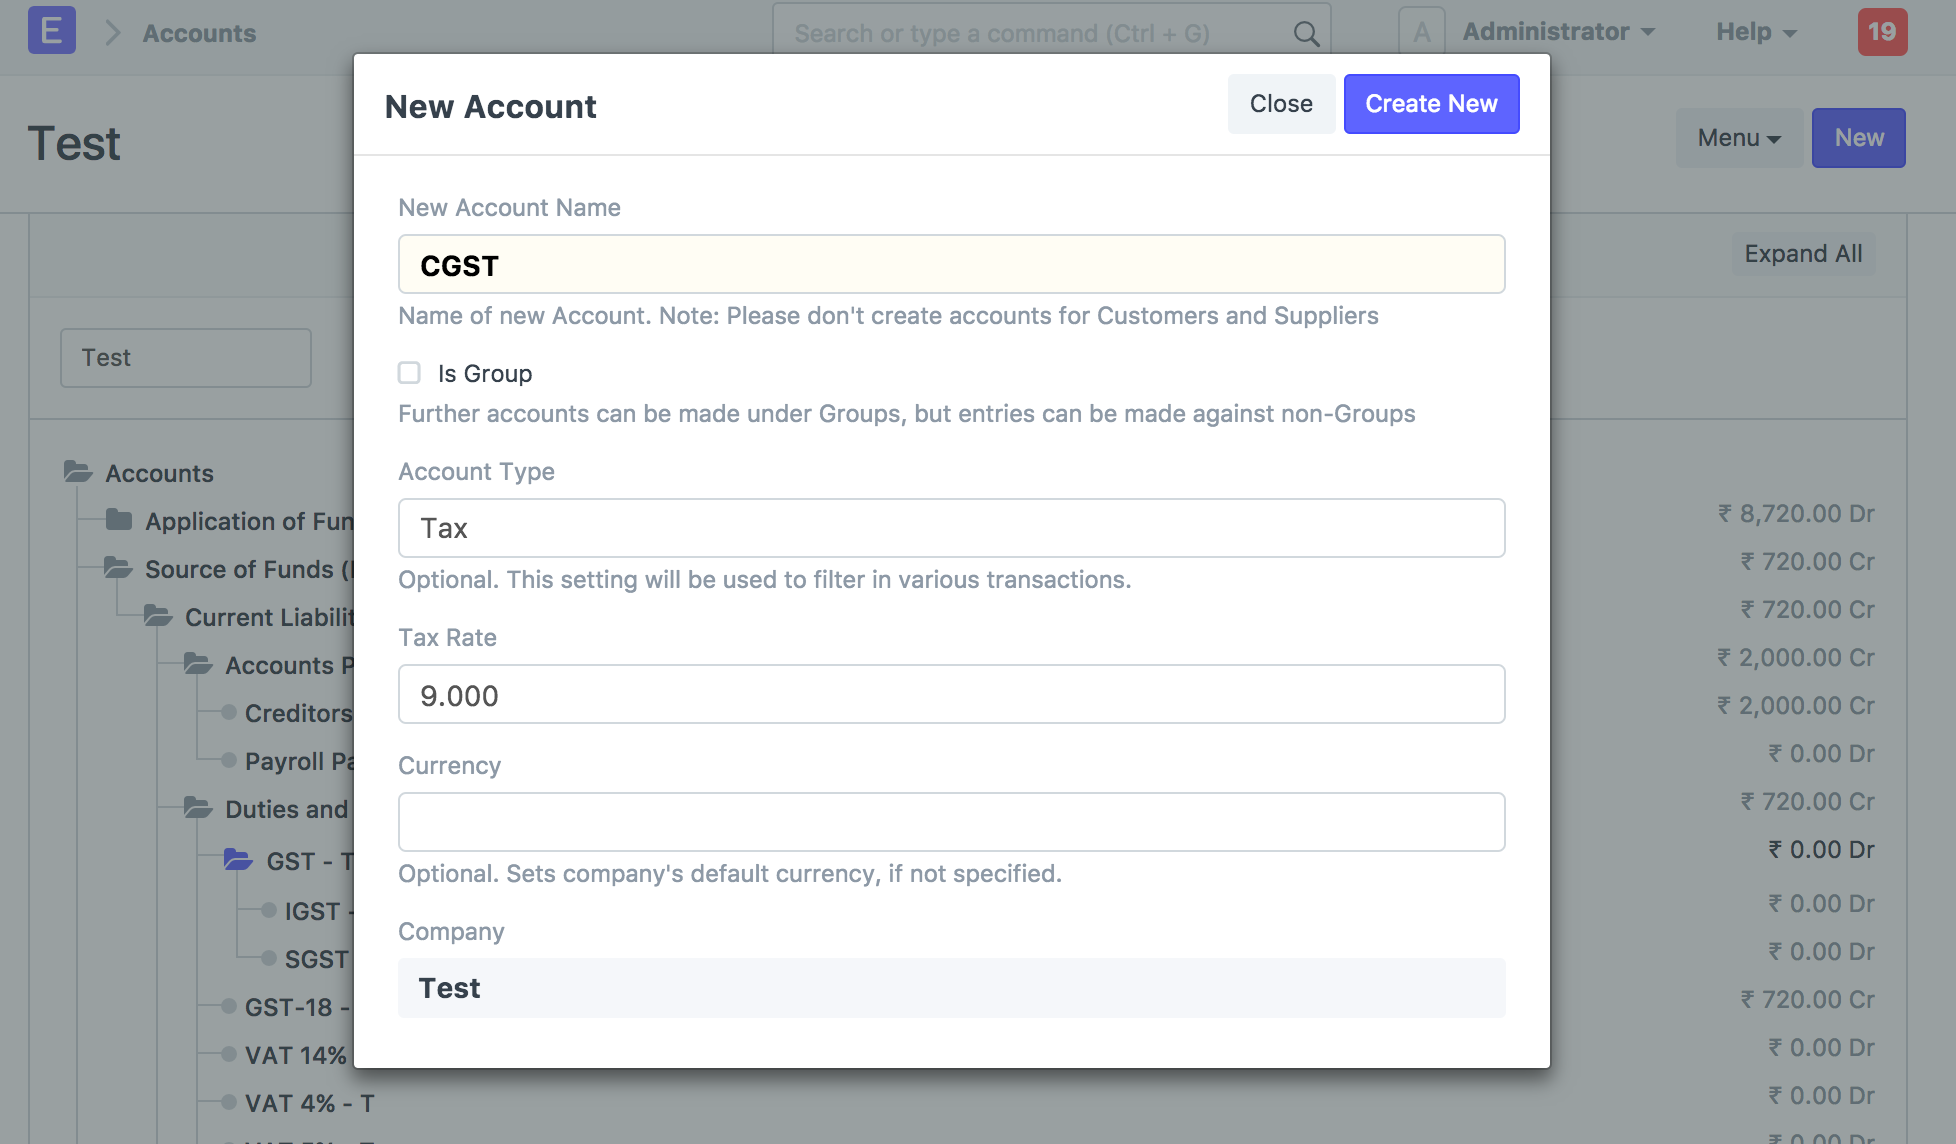 E
Accounts
Search or type a command (Ctrl + G)
A
Administrator
Help
19
Test
Menu
New
Expand All
Test
New Account
Close
Create New
New Account Name
CGST
Name of new Account. Note: Please don't create accounts for Customers and Suppliers
Is Group
Further accounts can be made under Groups, but entries can be made against non-Groups
Account Type
Tax
Optional. This setting will be used to filter in various transactions.
Tax Rate
9.000
Currency
Optional. Sets company's default currency, if not specified.
Company
Test
Accounts
Application of
₹ 8,720.00 Dr
Source of Funds
₹ 720.00 Cr
Current
₹ 720.00 Cr
Accounts
₹ 2,000.00 Cr
Creditors
₹ 2,000.00 Cr
Payroll
₹ 0.00 Dr
Duties and
₹ 720.00 Cr
GST - T
₹ 0.00 Dr
IGST -
₹ 0.00 Dr
SGST
₹ 0.00 Dr
GST-18 -
₹ 720.00 Cr
VAT 14%
₹ 0.00 Dr
VAT 4% - T
₹ 0.00 Dr